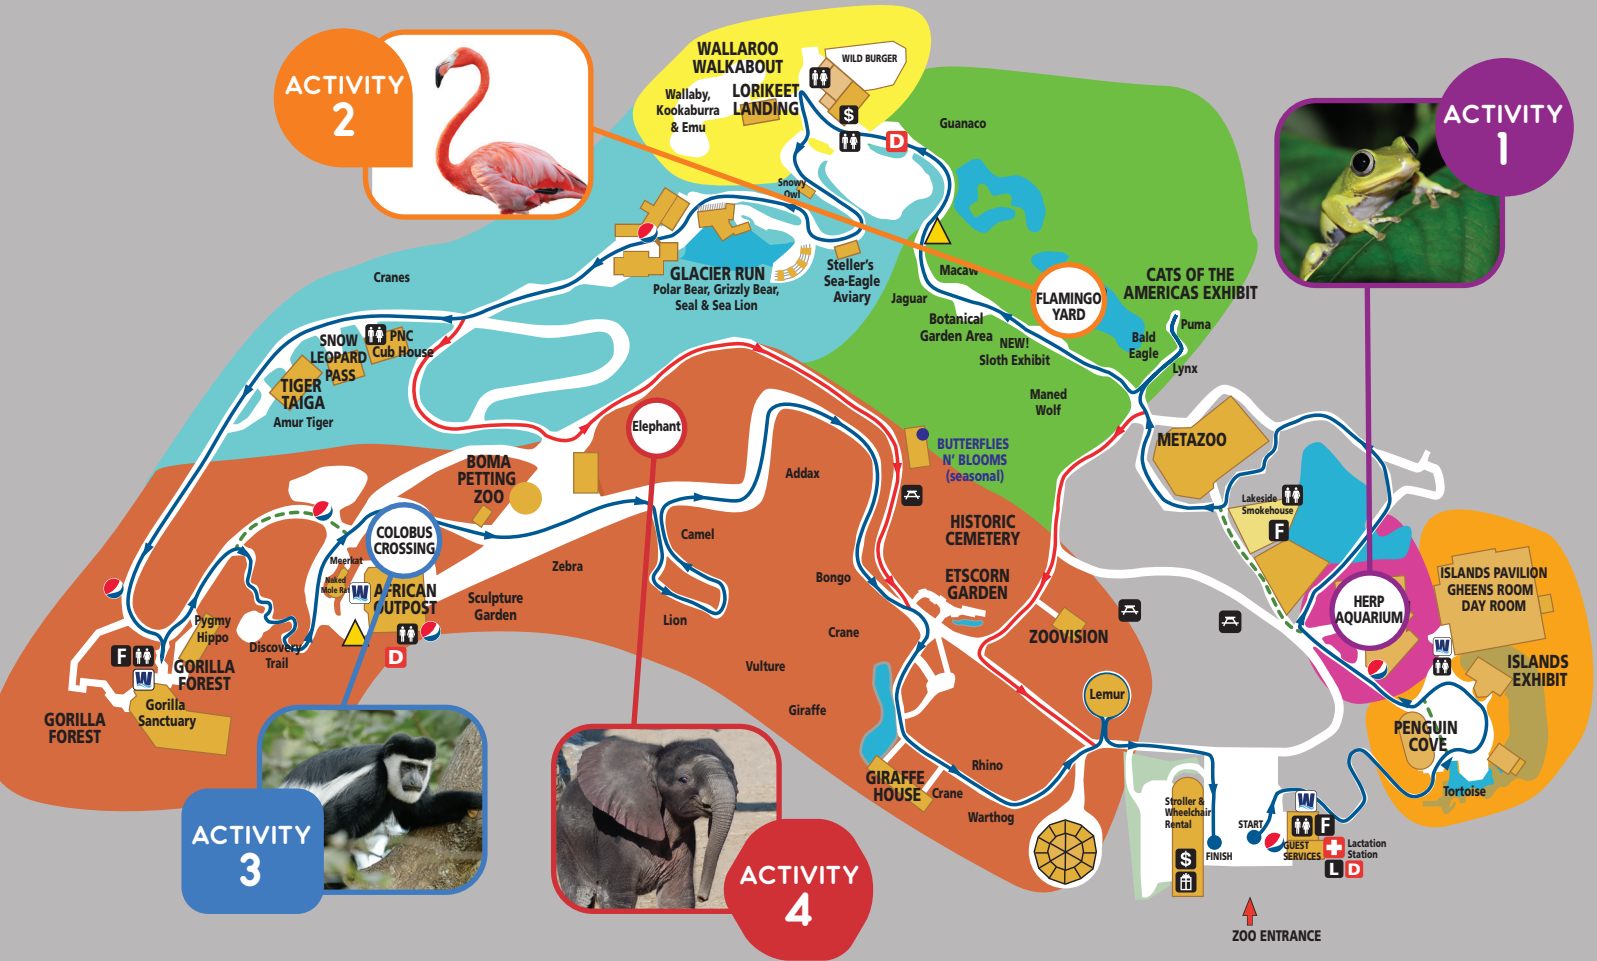 ACTIVITY
2
WALLAROO
WALKABOUT
Wallaby,
Kookaburra
& Emu
LORIKEET
LANDING
WILD BURGER
$
D
Guanaco
ACTIVITY
1
Snowy
Owl
Cranes
GLACIER RUN
Polar Bear, Grizzly Bear,
Seal & Sea Lion
Steller's
Sea-Eagle
Aviary
Macaw
Jaguar
Botanical
Garden Area
NEW!
Sloth Exhibit
FLAMINGO
YARD
CATS OF THE
AMERICAS EXHIBIT
Puma
Bald
Eagle
Lynx
Maned
Wolf
SNOW
LEOPARD
PASS
PNC
Cub House
TIGER
TAIGA
Amur Tiger
Elephant
BOMA
PETTING
ZOO
Addax
BUTTERFLIES
N' BLOOMS
(seasonal)
METAZOO
Lakeside
Smokehouse
F
HISTORIC
CEMETERY
COLOBUS
CROSSING
Camel
Zebra
Bongo
ETSCORN
GARDEN
Meerkat
Naked
Mole Rat
W
AFRICAN
OUTPOST
D
Sculpture
Garden
Lion
Crane
ZOOVISION
HERP
AQUARIUM
ISLANDS PAVILION
GHEENS ROOM
DAY ROOM
W
ISLANDS
EXHIBIT
Pygmy
Hippo
Discovery
Trail
F
W
GORILLA
FOREST
Gorilla
Sanctuary
GORILLA
FOREST
Vulture
Giraffe
Lemur
PENGUIN
COVE
Tortoise
GIRAFFE
HOUSE
Rhino
Crane
Warthog
Stroller &
Wheelchair
Rental
$
FINISH
START
W
F
GUEST
SERVICES
Lactation
Station
L
D
ZOO ENTRANCE
ACTIVITY
3
ACTIVITY
4